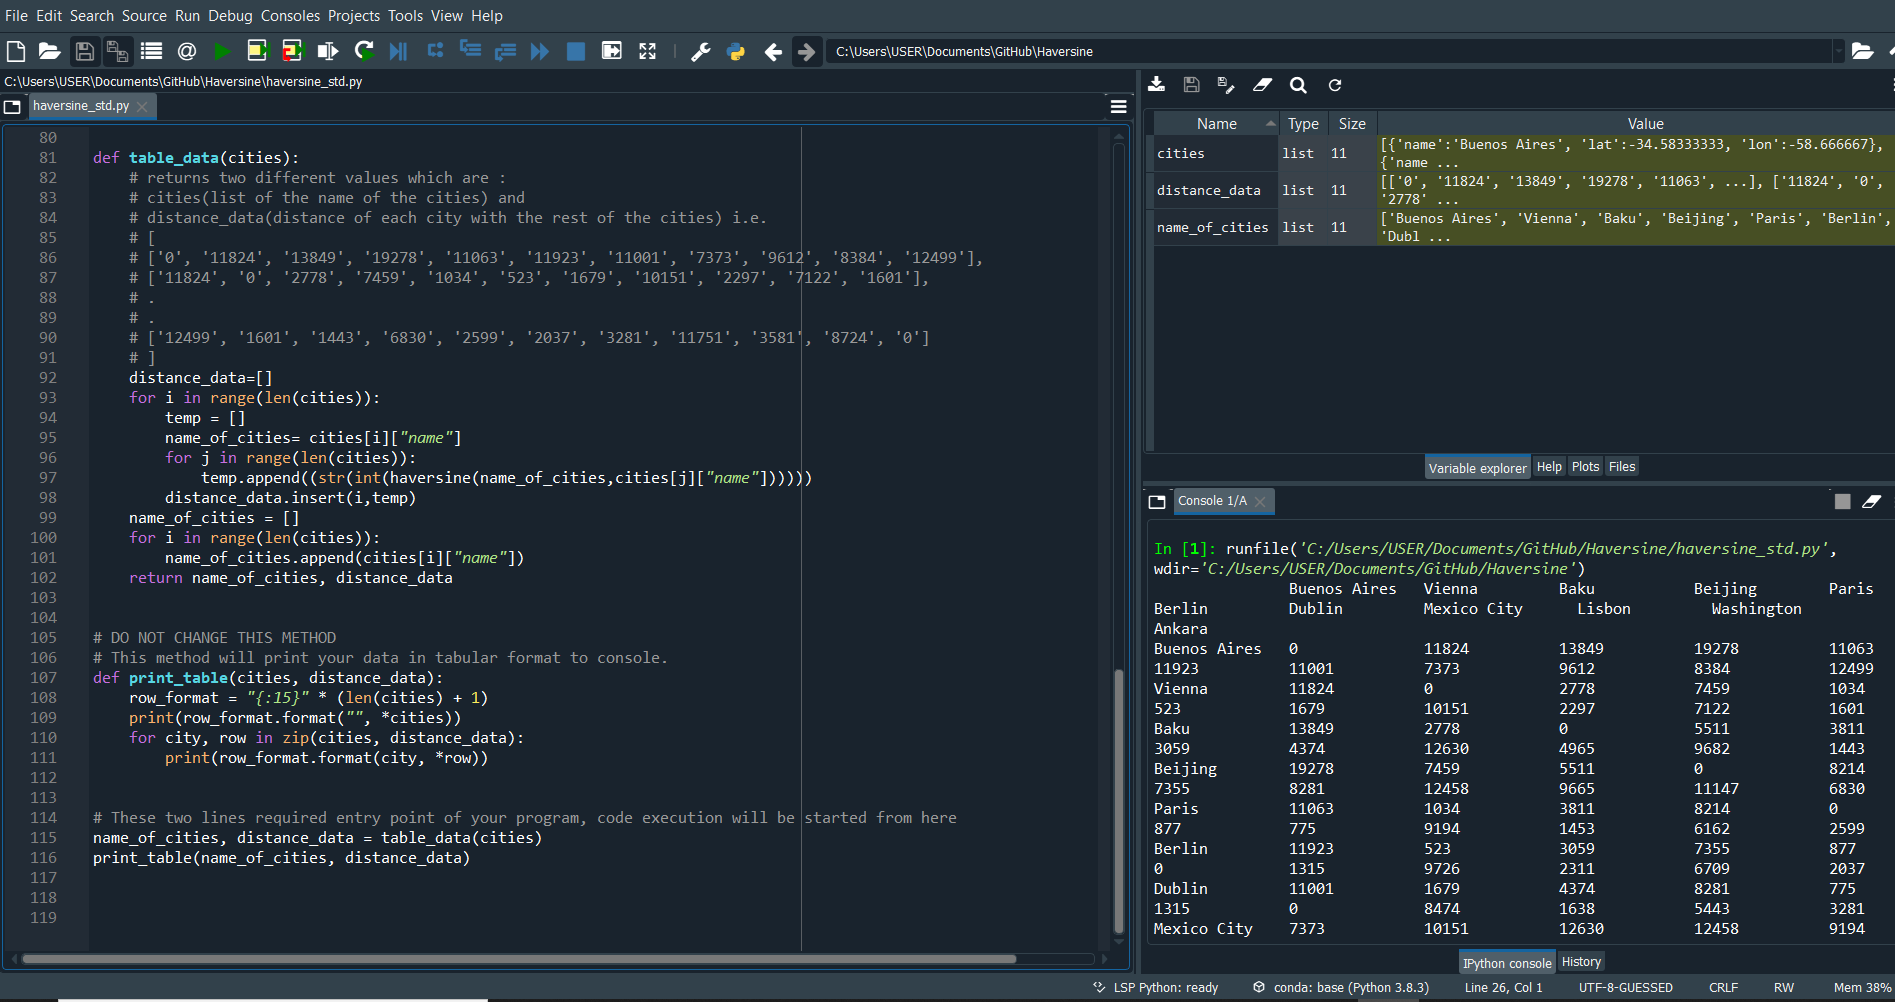 File Edit Search Source Run Debug Consoles Projects Tools View Help
C:\Users\USER\Documents\GitHub\Haversine
C:\Users\USER\Documents\GitHub\Haversine\haversine_std.py
haversine_std.py
80
81 def table_data(cities):
82     # returns two different values which are :
83     # cities(list of the name of the cities) and
84     # distance_data(distance of each city with the rest of the cities) i.e.
85     # [
86     # ['0', '11824', '13849', '19278', '11063', '11923', '11001', '7373', '9612', '8384', '12499'],
87     # ['11824', '0', '2778', '7459', '1034', '523', '1679', '10151', '2297', '7122', '1601'],
88     # .
89     # .
90     # ['12499', '1601', '1443', '6830', '2599', '2037', '3281', '11751', '3581', '8724', '0']
91     # ]
92     distance_data=[]
93     for i in range(len(cities)):
94         temp = []
95         name_of_cities= cities[i]["name"]
96         for j in range(len(cities)):
97             temp.append((str(int(haversine(name_of_cities,cities[j]["name"])))))
98         distance_data.insert(i,temp)
99     name_of_cities = []
100     for i in range(len(cities)):
101         name_of_cities.append(cities[i]["name"])
102     return name_of_cities, distance_data
103
104
105 # DO NOT CHANGE THIS METHOD
106 # This method will print your data in tabular format to console.
107 def print_table(cities, distance_data):
108     row_format = "{:15}" * (len(cities) + 1)
109     print(row_format.format("", *cities))
110     for city, row in zip(cities, distance_data):
111         print(row_format.format(city, *row))
112
113
114 # These two lines required entry point of your program, code execution will be started from here
115 name_of_cities, distance_data = table_data(cities)
116 print_table(name_of_cities, distance_data)
117
118
119
Name Type Size Value
cities list 11 [{'name':'Buenos Aires', 'lat':-34.58333333, 'lon':-58.666667},
{'name ...
distance_data list 11 [['0', '11824', '13849', '19278', '11063', ...], ['11824', '0',
'2778' ...
name_of_cities list 11 ['Buenos Aires', 'Vienna', 'Baku', 'Beijing', 'Paris', 'Berlin',
'Dubl ...
Variable explorer Help Plots Files
Console 1/A
In [1]: runfile('C:/Users/USER/Documents/GitHub/Haversine/haversine_std.py',
wdir='C:/Users/USER/Documents/GitHub/Haversine')
Buenos Aires Vienna Baku Beijing Paris
Berlin Dublin Mexico City Lisbon Washington
Ankara
Buenos Aires 0 11824 13849 19278 11063
11923 11001 7373 9612 8384 12499
Vienna 11824 0 2778 7459 1034
523 1679 10151 2297 7122 1601
Baku 13849 2778 0 5511 3811
3059 4374 12630 4965 9682 1443
Beijing 19278 7459 5511 0 8214
7355 8281 12458 9665 11147 6830
Paris 11063 1034 3811 8214 0
877 775 9194 1453 6162 2599
Berlin 11923 523 3059 7355 877
0 1315 9726 2311 6709 2037
Dublin 11001 1679 4374 8281 775
1315 0 8474 1638 5443 3281
Mexico City 7373 10151 12630 12458 9194
IPython console History
LSP Python: ready conda: base (Python 3.8.3) Line 26, Col 1 UTF-8-GUESSED CRLF RW Mem 38%